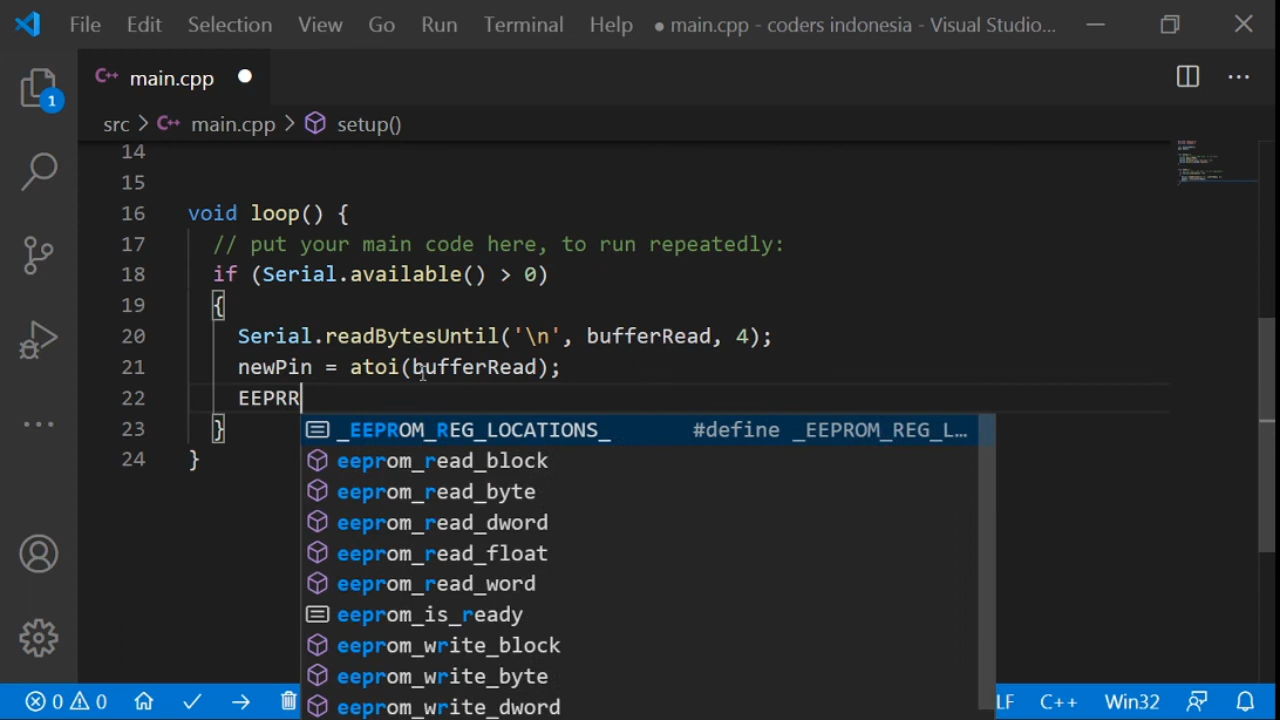 File Edit Selection View Go Run Terminal Help ● main.cpp - coders indonesia - Visual Studio...
1
C++ main.cpp ●
src > C++ main.cpp > setup()
14
15
16 void loop() {
17 // put your main code here, to run repeatedly:
18 if (Serial.available() > 0)
19 {
20 Serial.readBytesUntil('\n', bufferRead, 4);
21 newPin = atoi(bufferRead);
22 EEPRR
_EEPROM_REG_LOCATIONS_ #define _EEPROM_REG_L…
23 }
eeprom_read_block
24 }
eeprom_read_byte
eeprom_read_dword
eeprom_read_float
eeprom_read_word
eeprom_is_ready
eeprom_write_block
eeprom_write_byte
eeprom_write_dword
0 0 LF C++ Win32